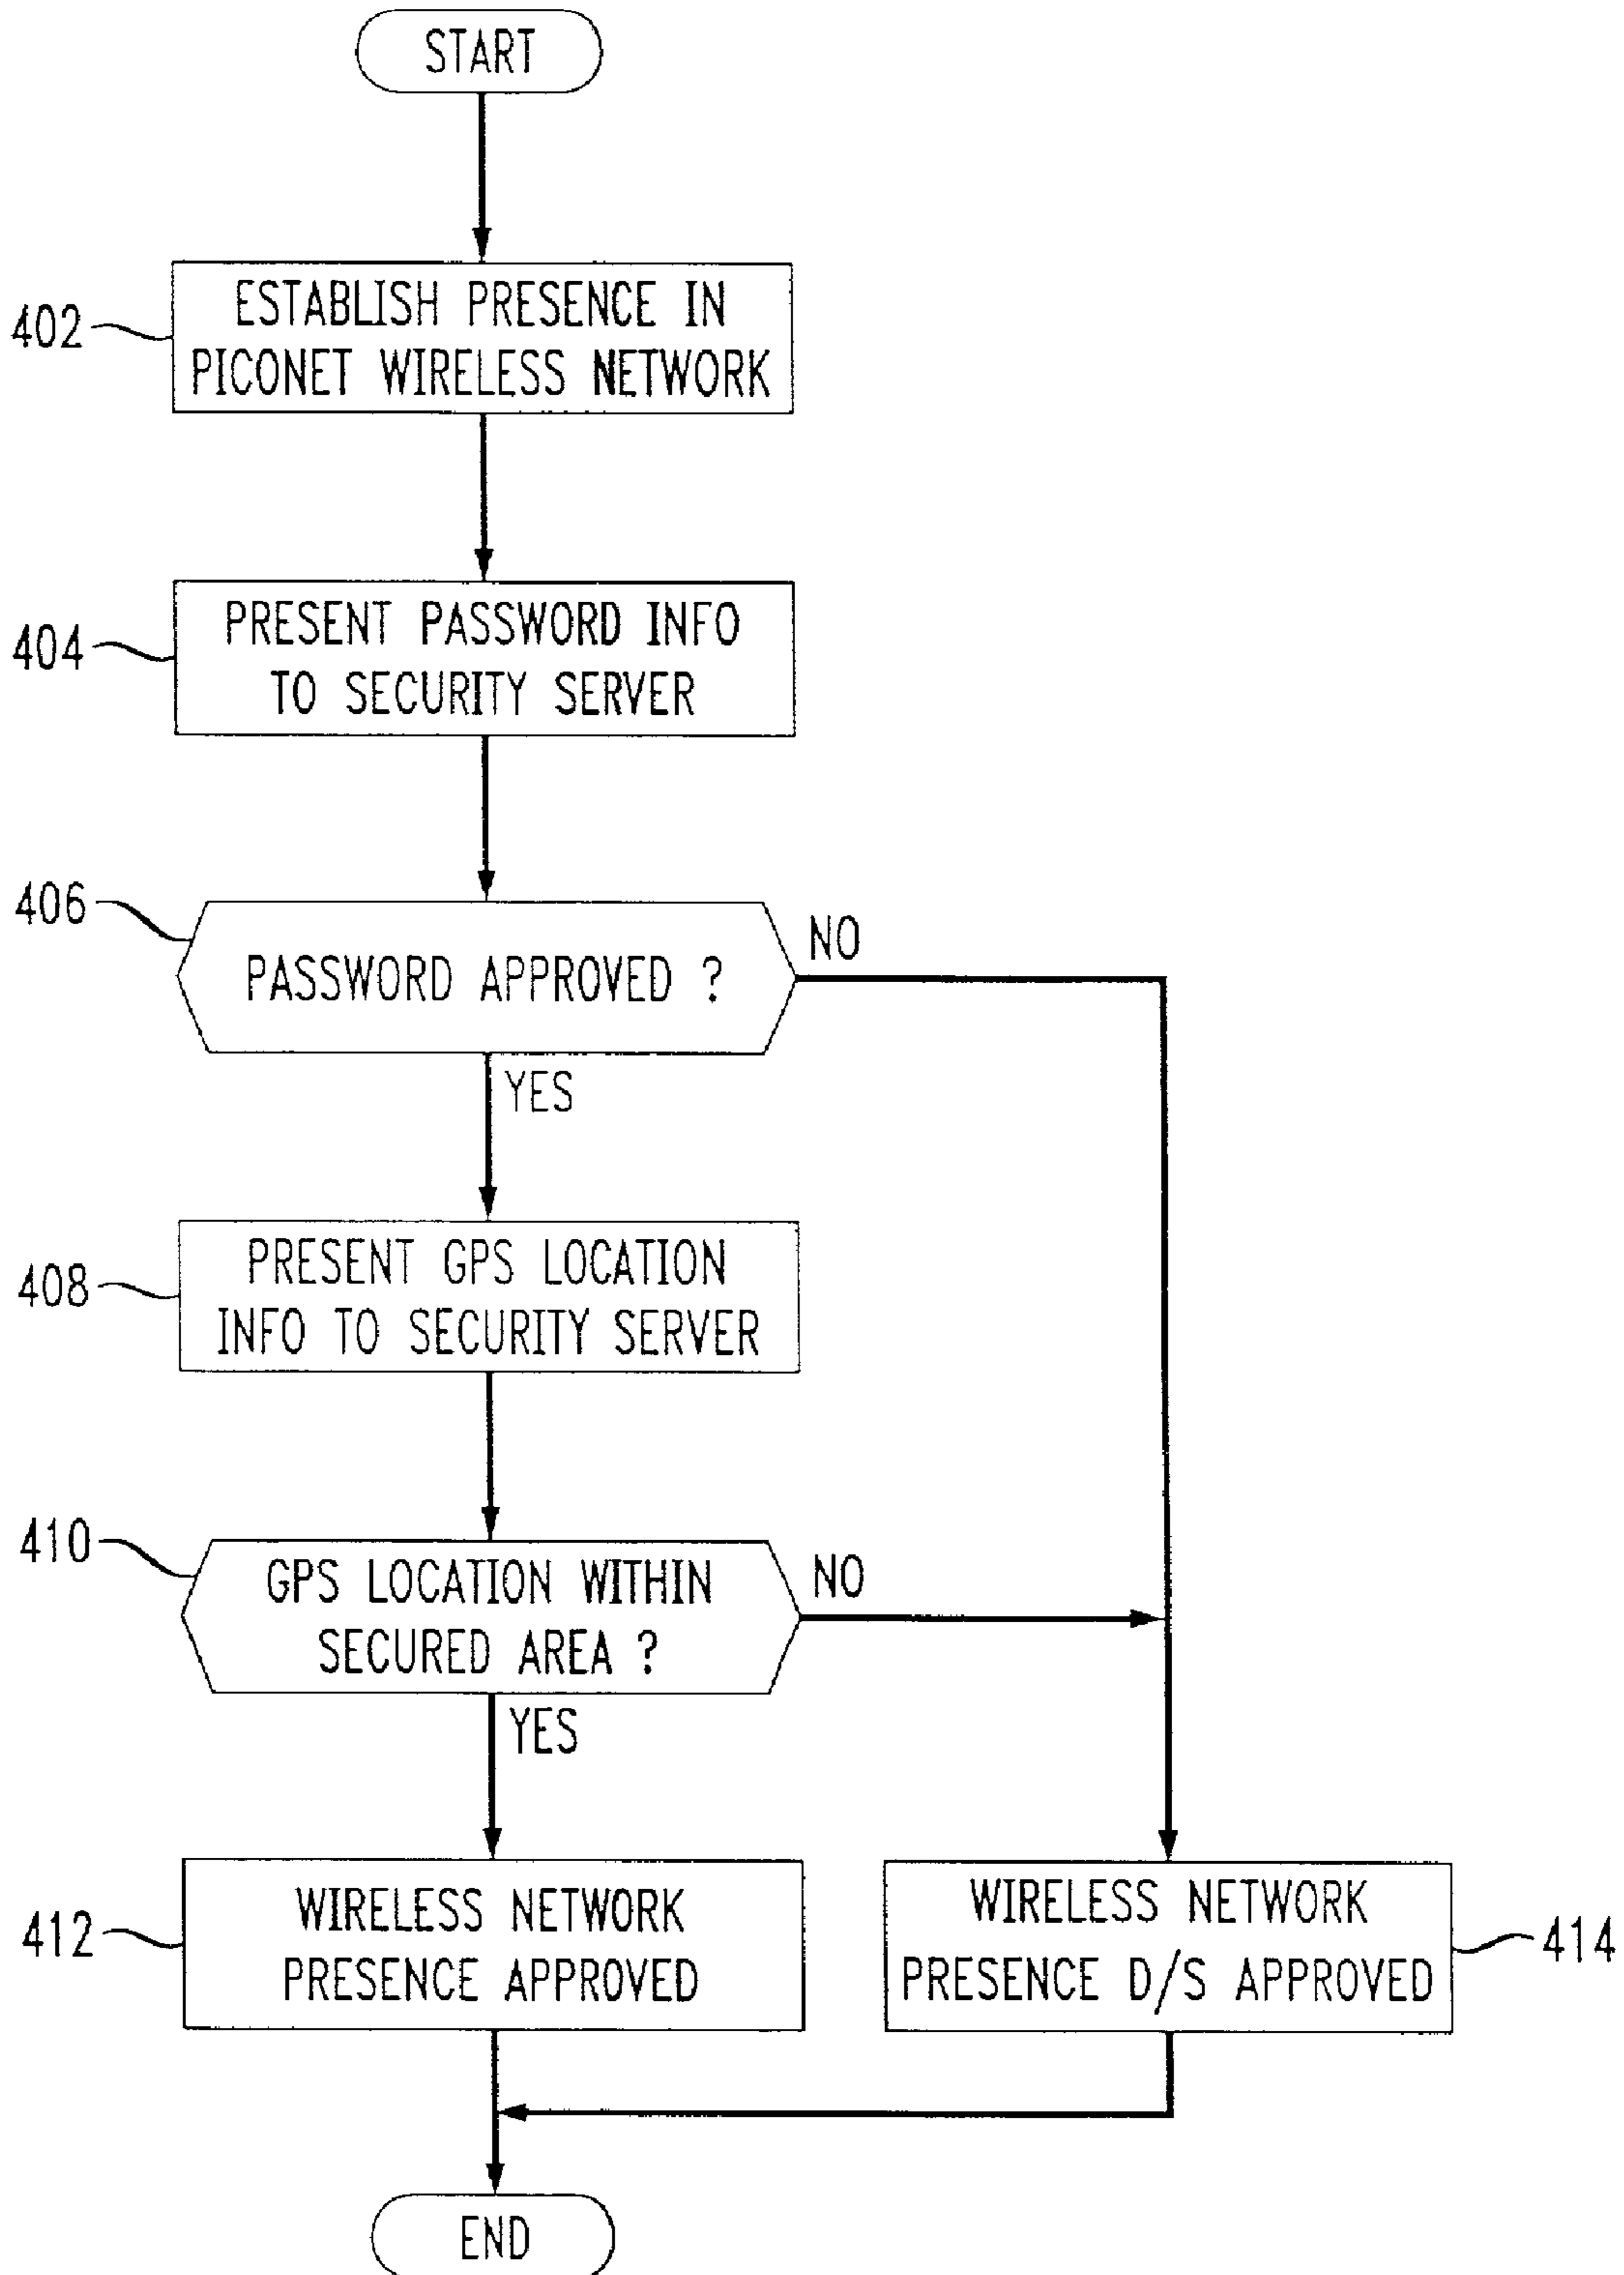 START
402
ESTABLISH PRESENCE IN
PICONET WIRELESS NETWORK
404
PRESENT PASSWORD INFO
TO SECURITY SERVER
406
PASSWORD APPROVED ?
NO
YES
408
PRESENT GPS LOCATION
INFO TO SECURITY SERVER
410
GPS LOCATION WITHIN
SECURED AREA ?
NO
YES
412
WIRELESS NETWORK
PRESENCE APPROVED
WIRELESS NETWORK
PRESENCE D/S APPROVED
414
END